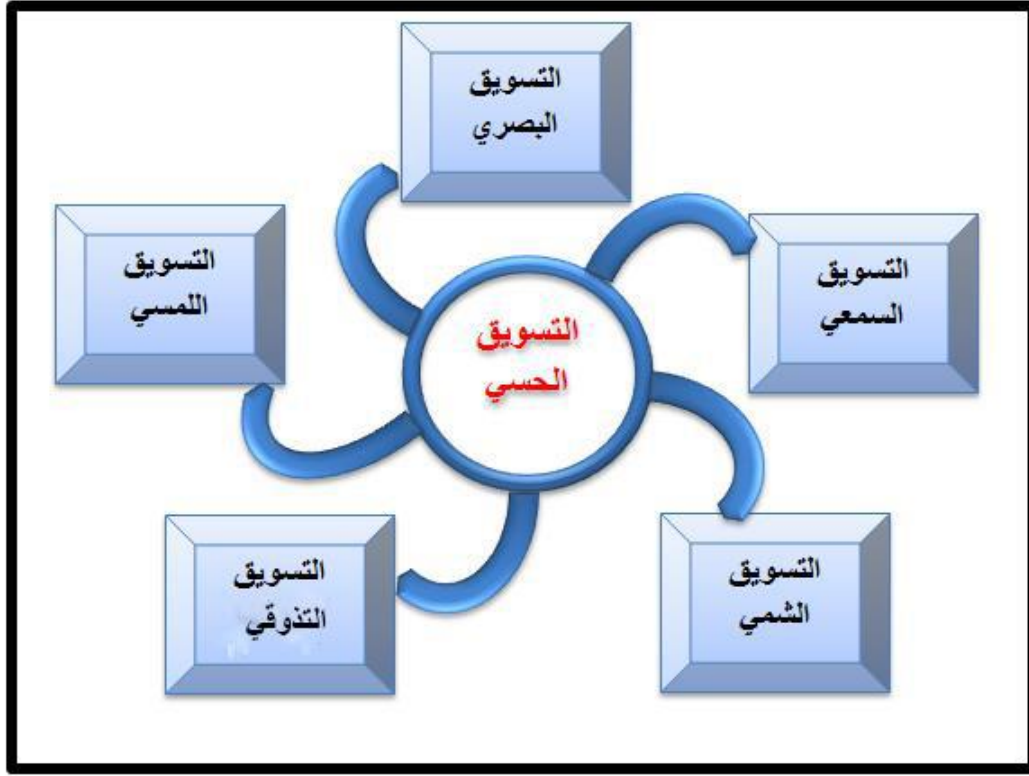 التسويق
البصري
التسويق
السمعي
التسويق
اللمسي
التسويق
الحسي
التسويق
الشمي
التسويق
التذوقي